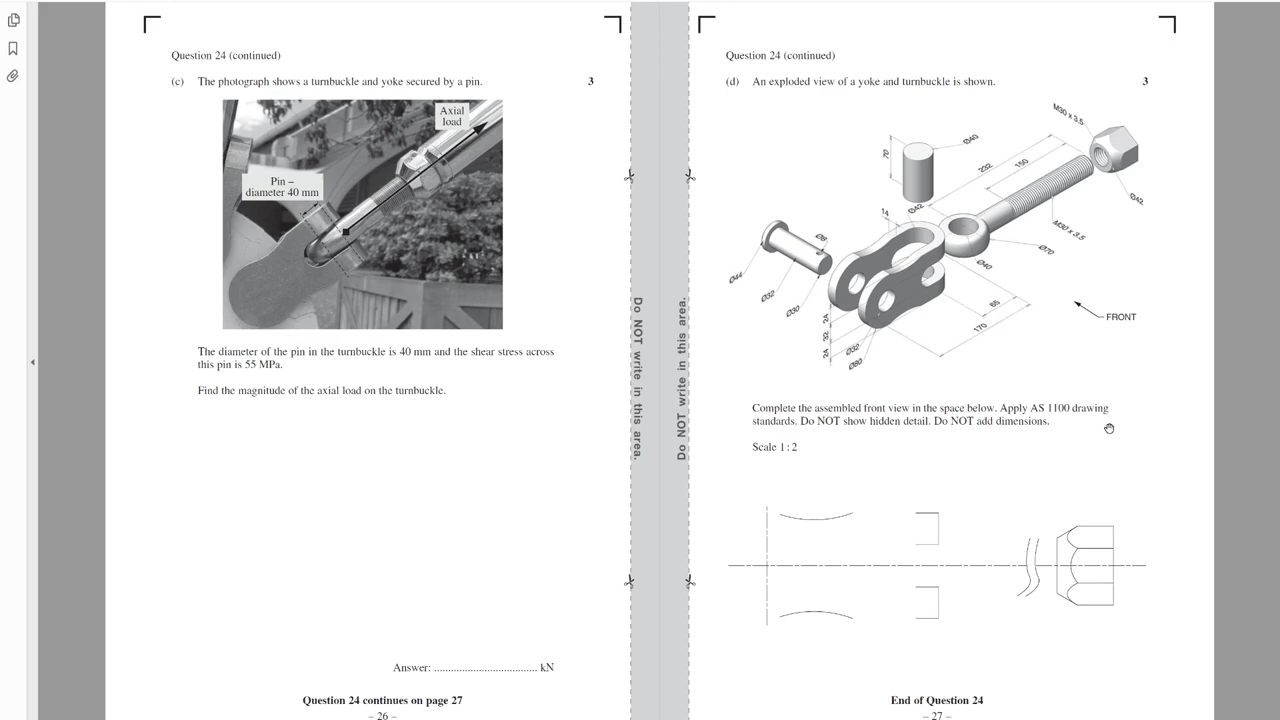 Question 24 (continued)
(c) The photograph shows a turnbuckle and yoke secured by a pin. 3
Axial
load
Pin –
diameter 40 mm
The diameter of the pin in the turnbuckle is 40 mm and the shear stress across
this pin is 55 MPa.
Find the magnitude of the axial load on the turnbuckle.
Answer: ..................................... kN
Question 24 continues on page 27
– 26 –
Do NOT write in this area.
Do NOT write in this area.
Question 24 (continued)
(d) An exploded view of a yoke and turnbuckle is shown. 3
M30 x 3.5
70
Ø40
232
150
Ø42
14
Ø42
M30 x 3.5
Ø8
Ø70
Ø44
Ø40
Ø32
Ø30
65
170
FRONT
24
32
24
Ø32
Ø80
Complete the assembled front view in the space below. Apply AS 1100 drawing
standards. Do NOT show hidden detail. Do NOT add dimensions.
Scale 1 : 2
End of Question 24
– 27 –